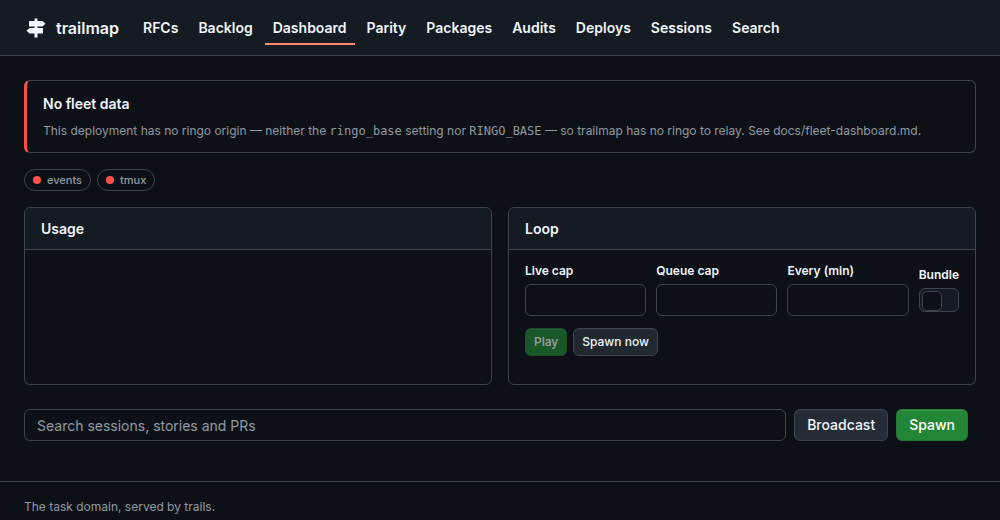 trailmap RFCs Backlog Dashboard Parity Packages Audits Deploys Sessions Search
No fleet data
This deployment has no ringo origin — neither the ringo_base setting nor RINGO_BASE — so trailmap has no ringo to relay. See docs/fleet-dashboard.md.
events tmux
Usage
Loop
Live cap Queue cap Every (min) Bundle
Play Spawn now
Search sessions, stories and PRs Broadcast Spawn
The task domain, served by trails.